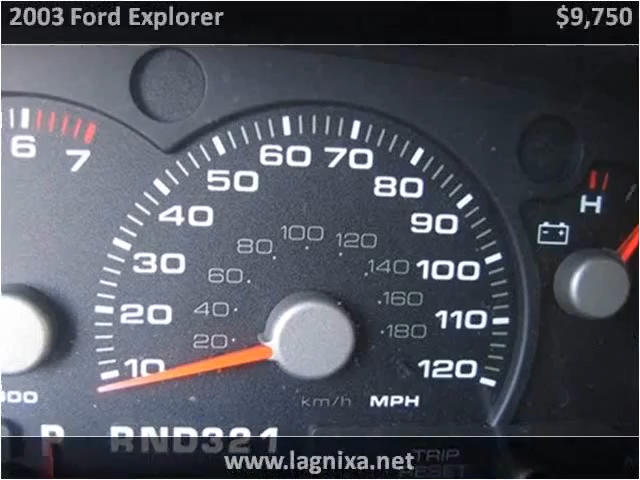 2003 Ford Explorer $9,750
6 7
60 70
50 80
40 90
30 100
20 110
10 120
80 100 120
60 140
40 160
20 180
km/h MPH
H
P RND321
TRIP
RESET
www.lagnixa.net